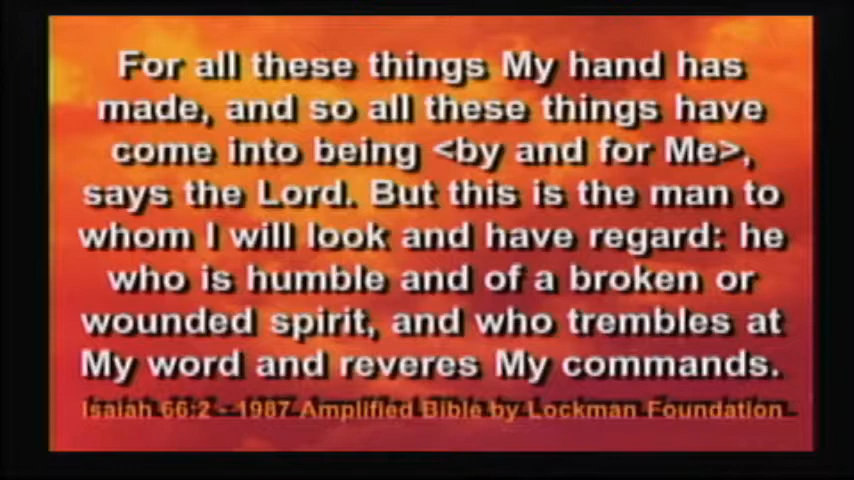 For all these things My hand has
made, and so all these things have
come into being <by and for Me>,
says the Lord. But this is the man to
whom I will look and have regard: he
who is humble and of a broken or
wounded spirit, and who trembles at
My word and reveres My commands.
Isaiah 66:2 - 1987 Amplified Bible by Lockman Foundation